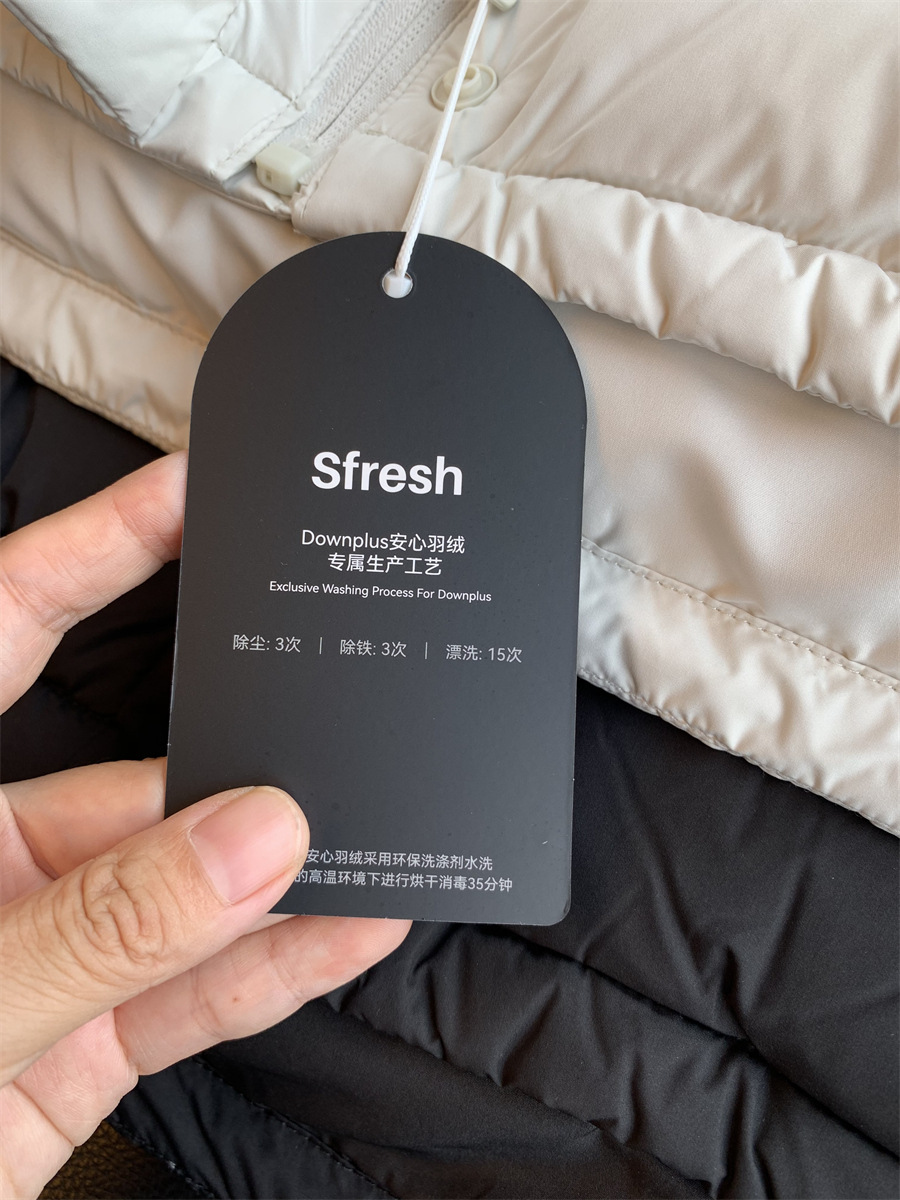 Sfresh
Downplus安心羽绒
专属生产工艺
Exclusive Washing Process For Downplus
除尘: 3次 | 除铁: 3次 | 漂洗: 15次
安心羽绒采用环保洗涤剂水洗
的高温环境下进行烘干消毒35分钟